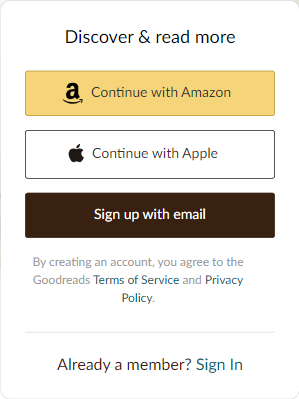 Discover & read more
Continue with Amazon
Continue with Apple
Sign up with email
By creating an account, you agree to the
Goodreads Terms of Service and Privacy
Policy.
Already a member? Sign In